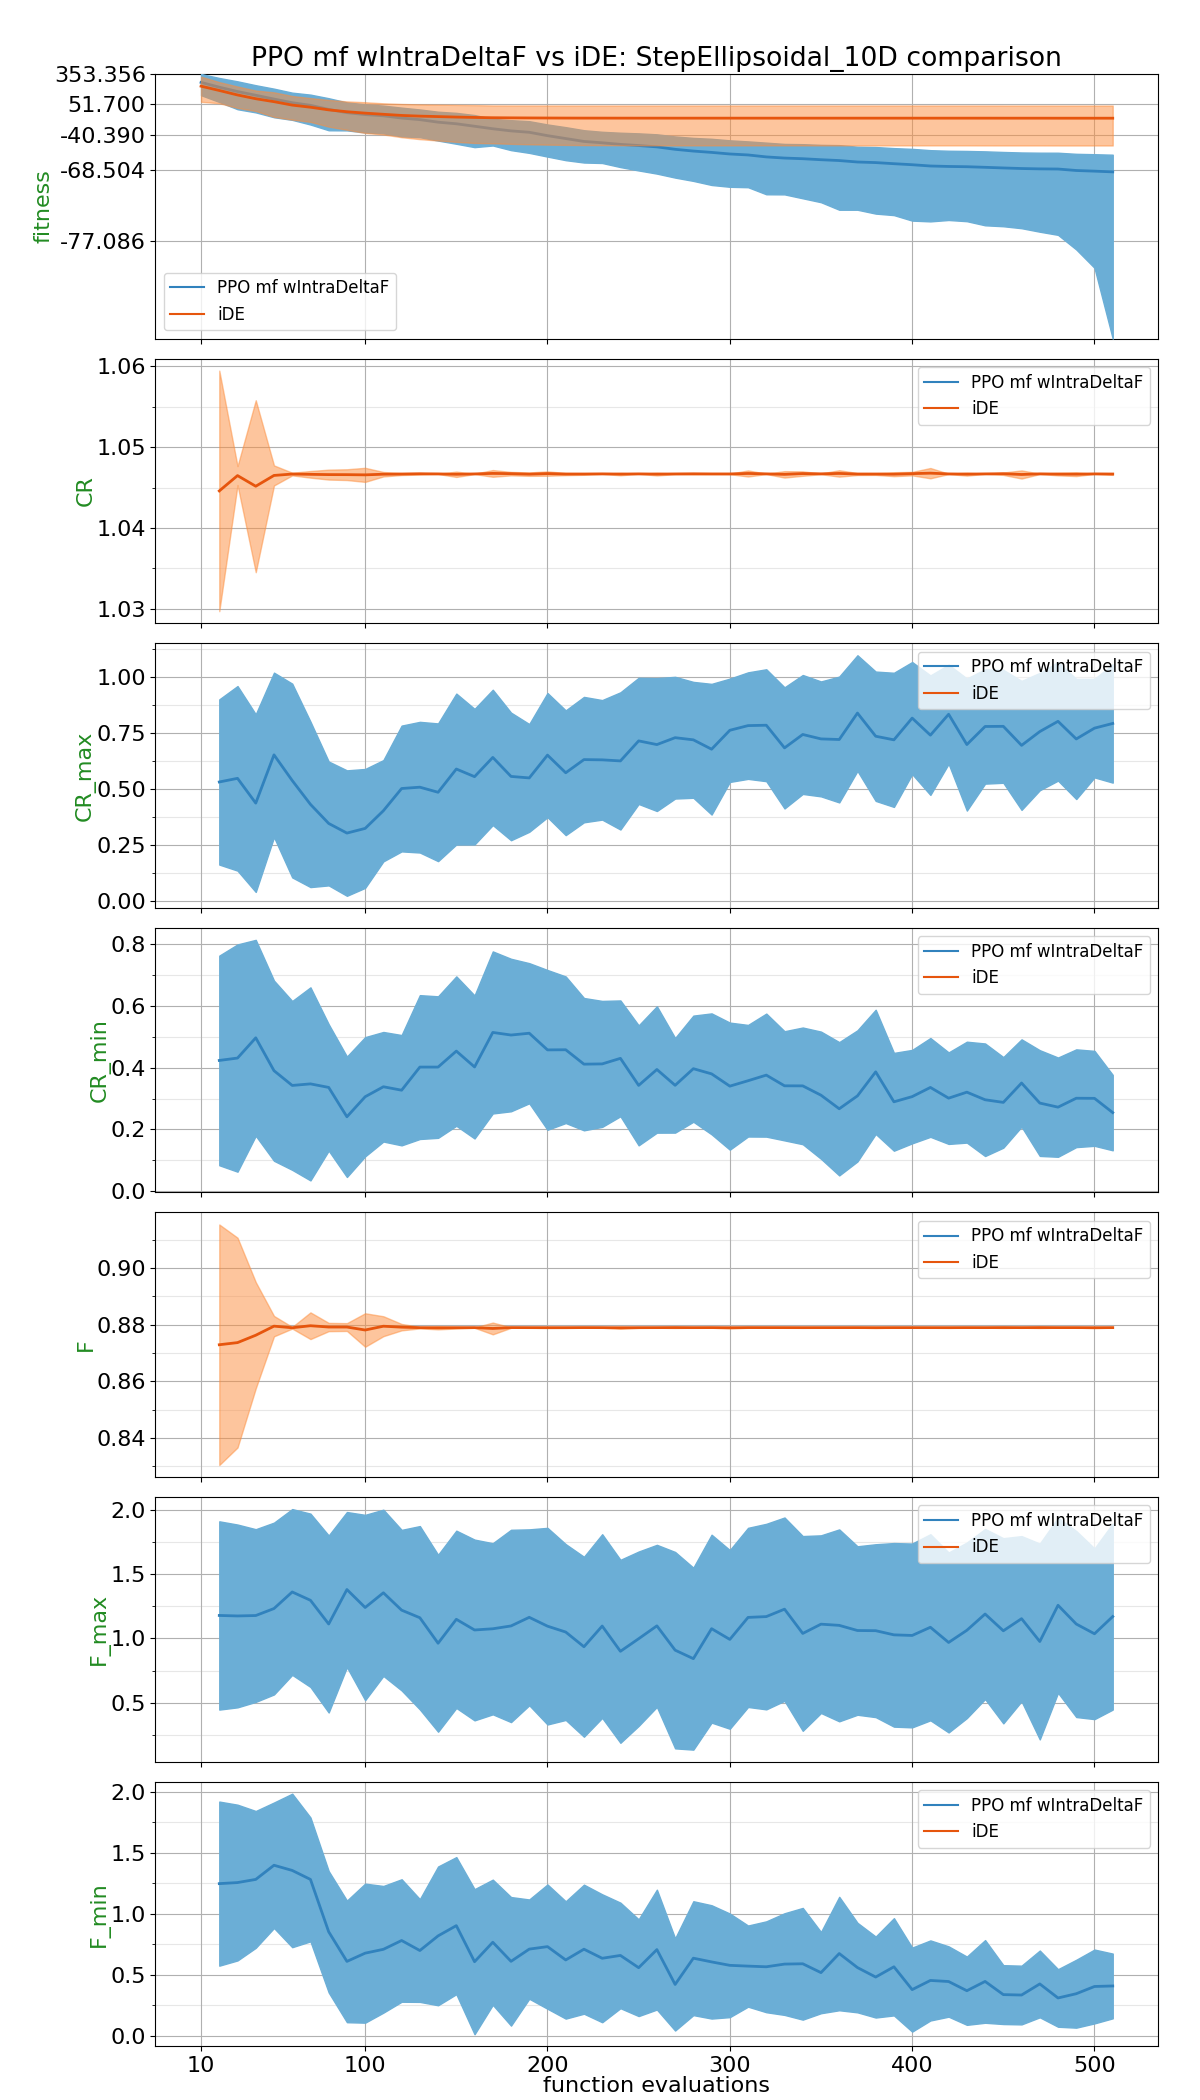 PPO mf wIntraDeltaF vs iDE: StepEllipsoidal_10D comparison
353.356
51.700
-40.390
-68.504
-77.086
fitness
PPO mf wIntraDeltaF
iDE
1.06
1.05
1.04
1.03
CR
PPO mf wIntraDeltaF
iDE
1.00
0.75
0.50
0.25
0.00
CR_max
PPO mf wIntraDeltaF
iDE
0.8
0.6
0.4
0.2
0.0
CR_min
PPO mf wIntraDeltaF
iDE
0.90
0.88
0.86
0.84
F
PPO mf wIntraDeltaF
iDE
2.0
1.5
1.0
0.5
F_max
PPO mf wIntraDeltaF
iDE
2.0
1.5
1.0
0.5
0.0
F_min
PPO mf wIntraDeltaF
iDE
10 100 200 300 400 500
function evaluations